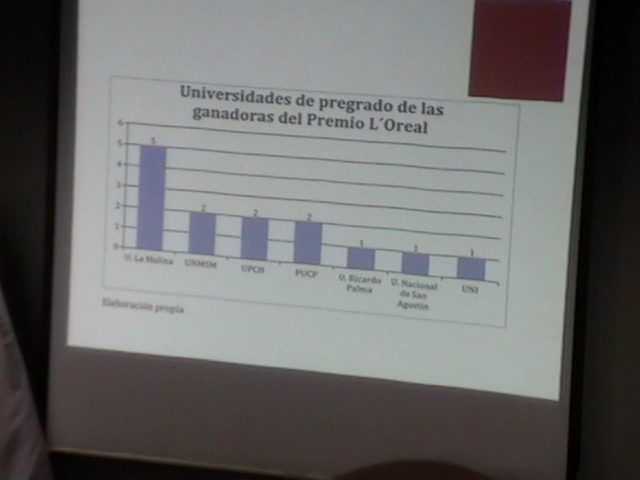 Universidades de pregrado de las
ganadoras del Premio L´Oreal
6
5
4
3
2
1
0
5
2
2
2
1
1
1
U. La Molina
UNMSM
UPCH
PUCP
U. Ricardo
Palma
U. Nacional
de San
Agustín
UNI
Elaboración propia